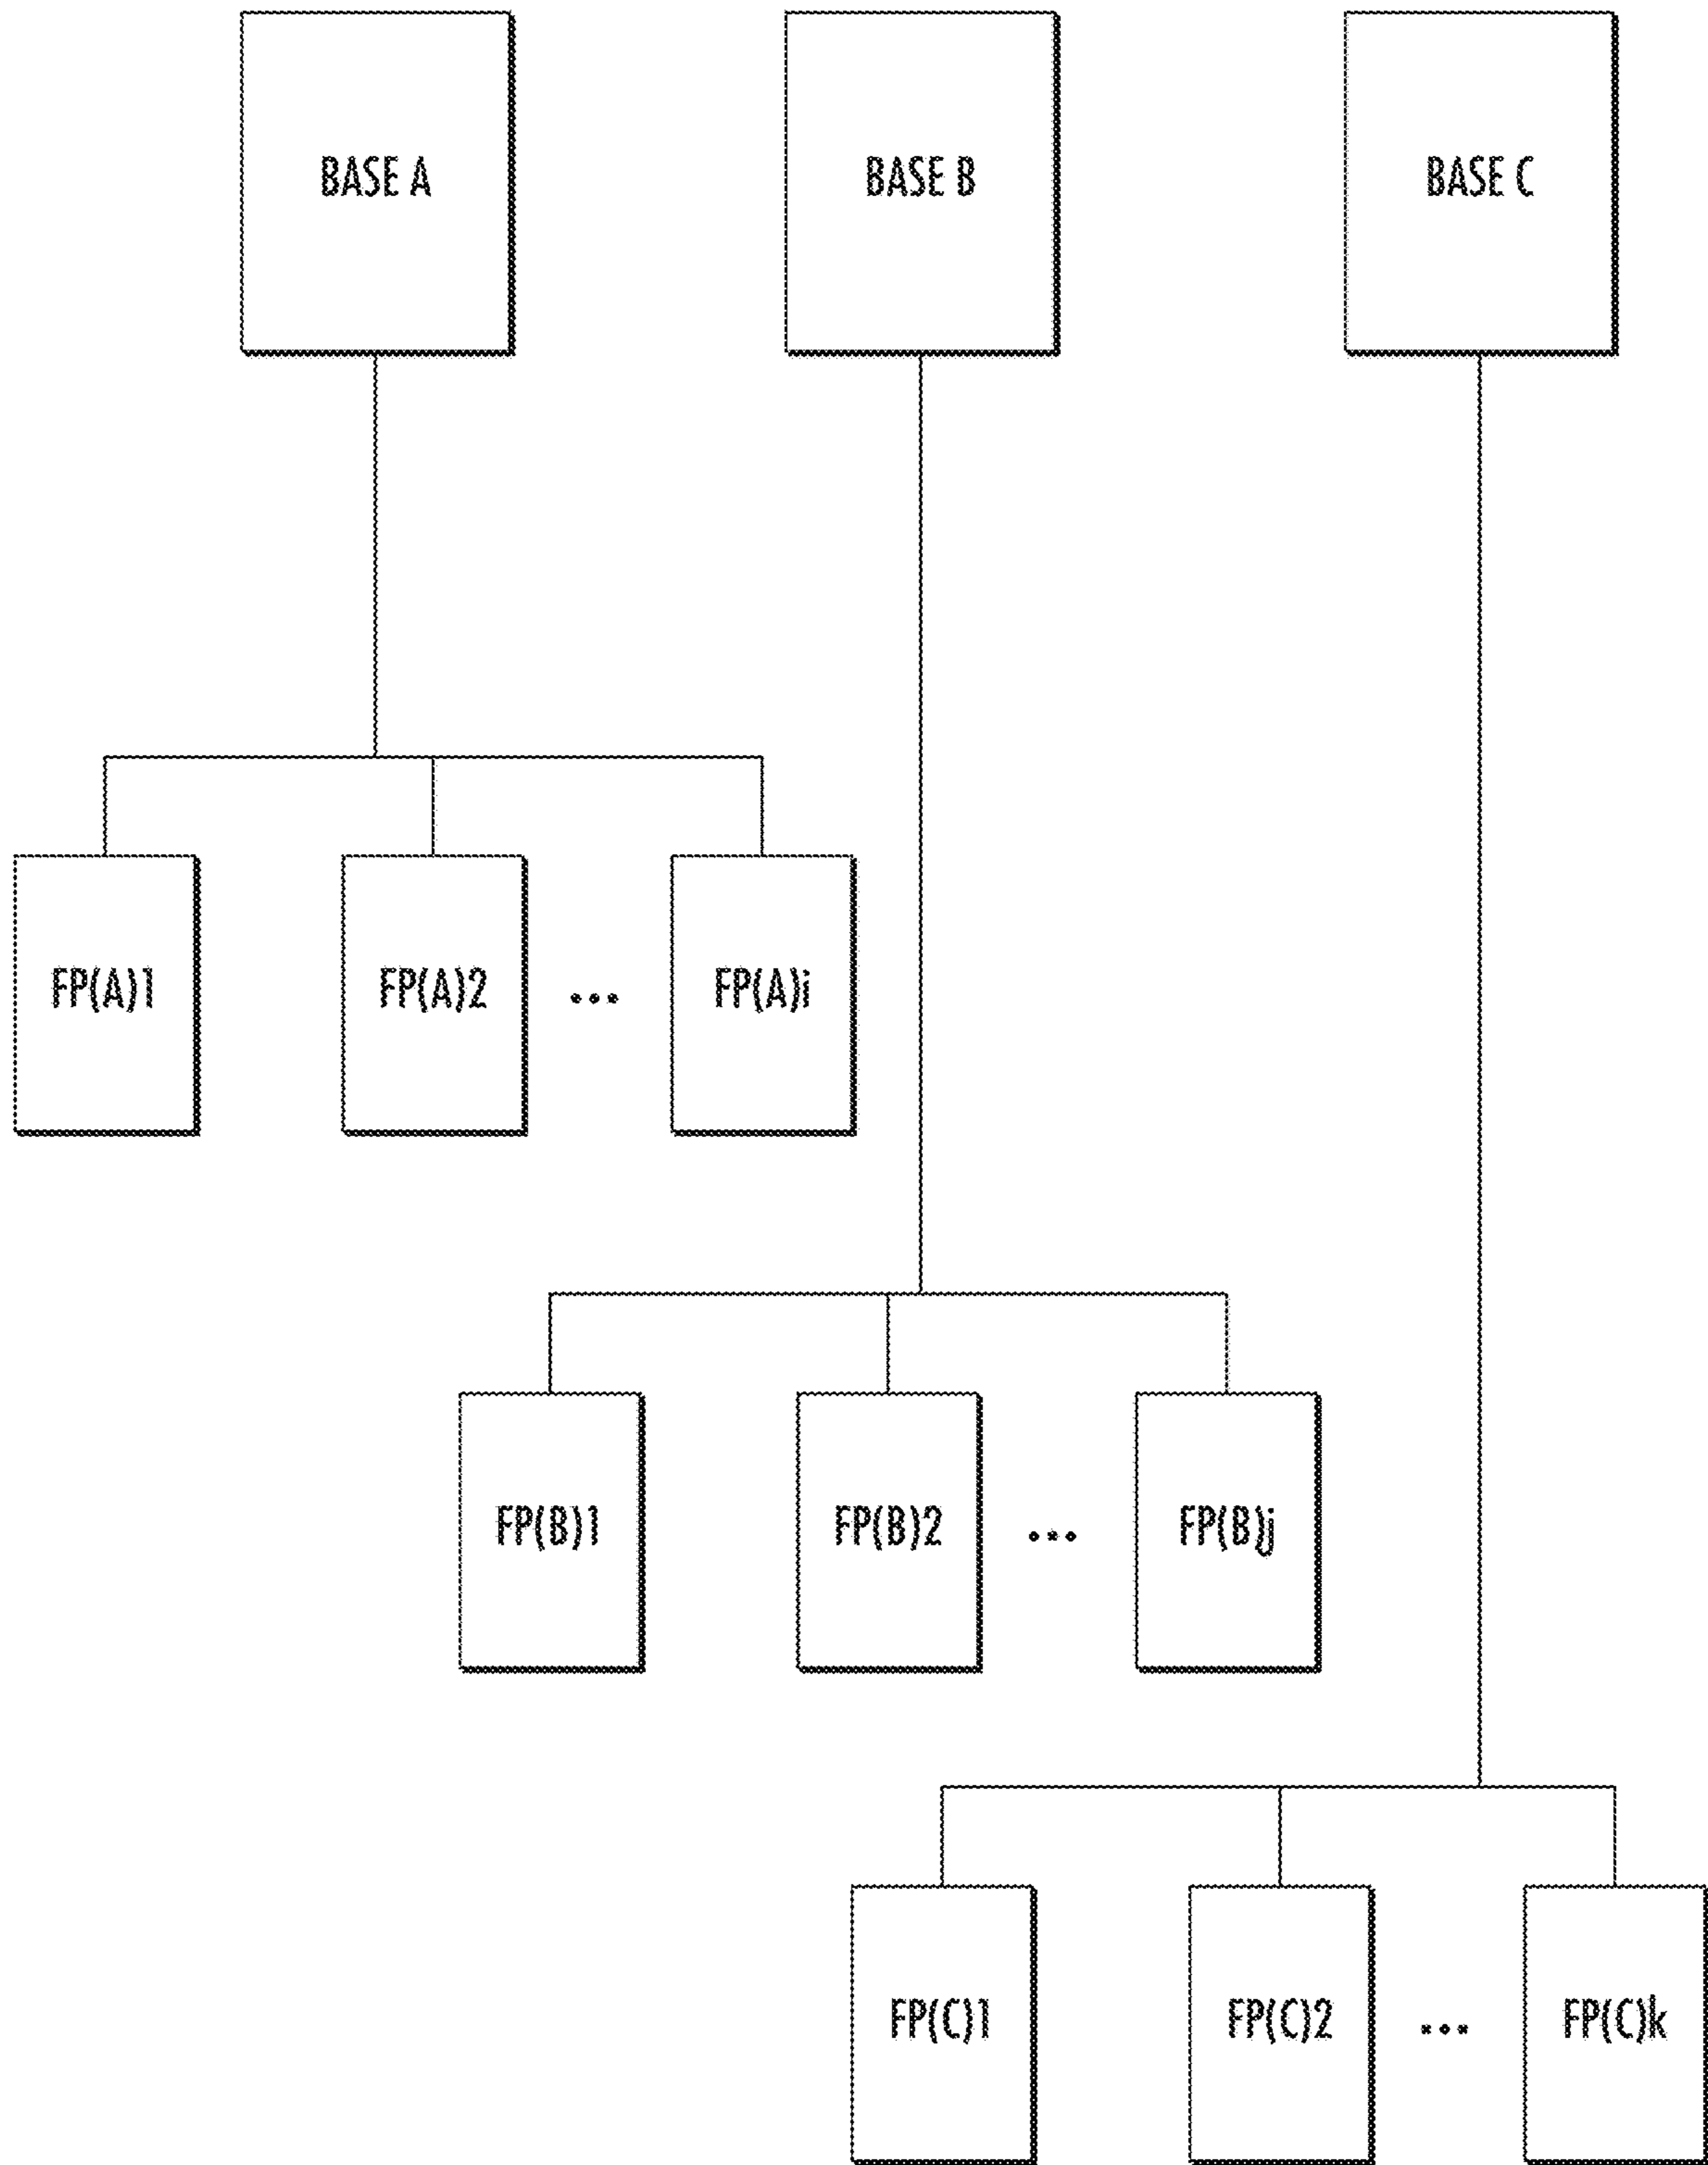 BASE A
BASE B
BASE C
FP(A)1
FP(A)2
...
FP(A)i
FP(B)1
FP(B)2
...
FP(B)j
FP(C)1
FP(C)2
...
FP(C)k